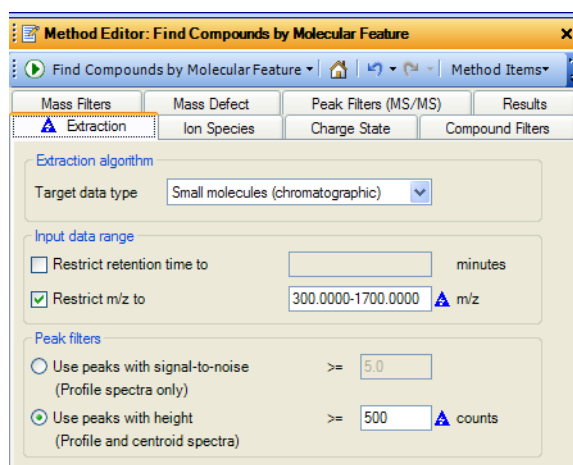 Method Editor: Find Compounds by Molecular Feature
Find Compounds by Molecular Feature Method Items
Mass Filters Mass Defect Peak Filters (MS/MS) Results
Extraction Ion Species Charge State Compound Filters
Extraction algorithm
Target data type Small molecules (chromatographic)
Input data range
Restrict retention time to minutes
Restrict m/z to 300.0000-1700.0000 m/z
Peak filters
Use peaks with signal-to-noise >= 5.0
(Profile spectra only)
Use peaks with height >= 500 counts
(Profile and centroid spectra)